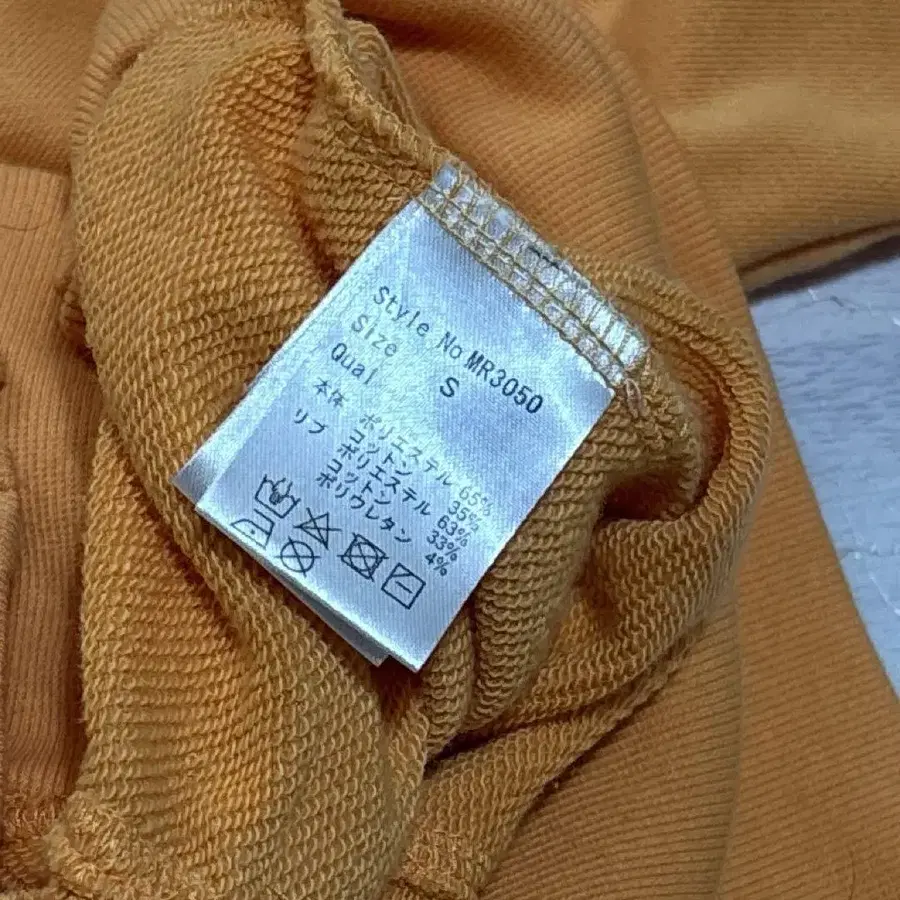 Style No MR3050
Size S
Qual
本体 ポリエステル 65%
コットン 35%
リブ ポリエステル 63%
コットン 33%
ポリウレタン 4%